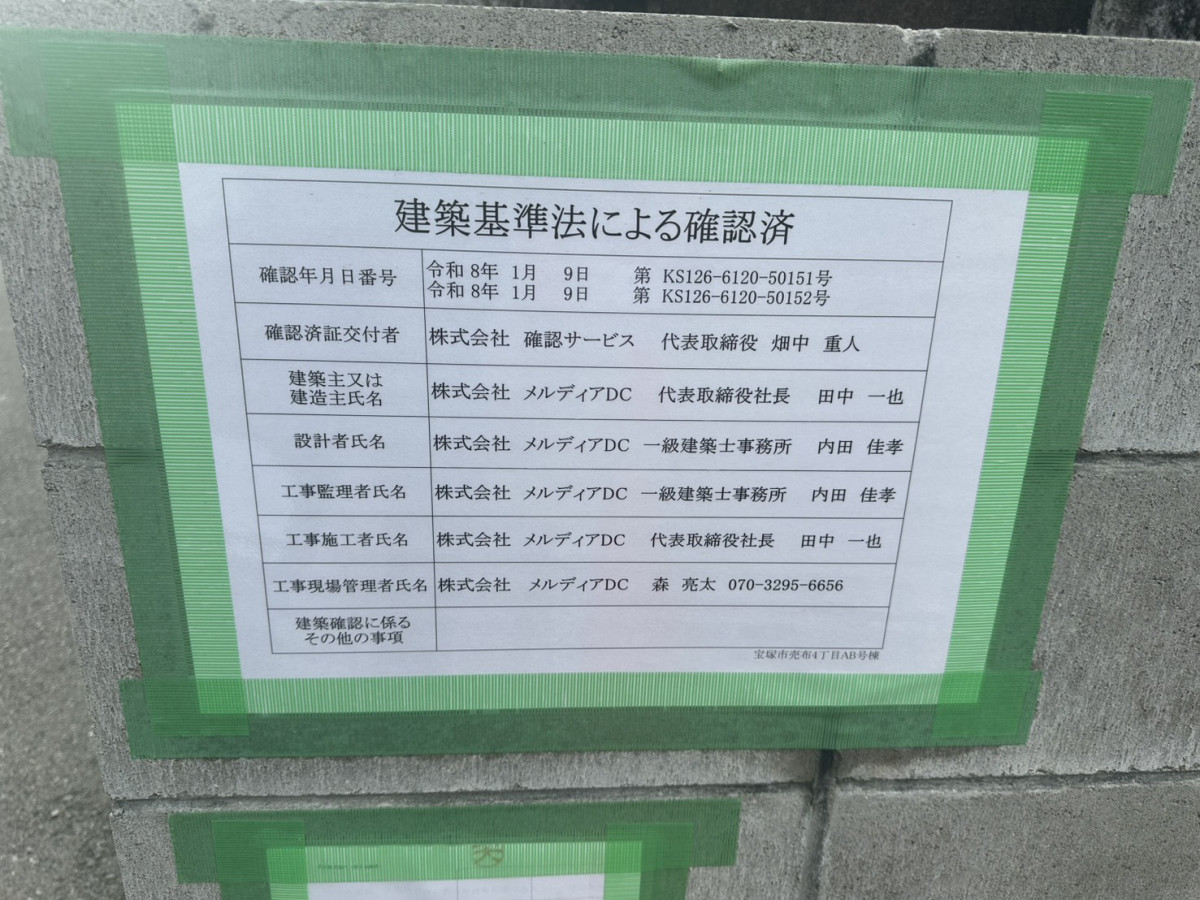 建築基準法による確認済
確認年月日番号
令和 8年 1月 9日 第 KS126-6120-50151号
令和 8年 1月 9日 第 KS126-6120-50152号
確認済証交付者 株式会社 確認サービス 代表取締役 畑中 重人
建築主又は
建造主氏名
株式会社 メルディアDC 代表取締役社長 田中 一也
設計者氏名 株式会社 メルディアDC 一級建築士事務所 内田 佳孝
工事監理者氏名 株式会社 メルディアDC 一級建築士事務所 内田 佳孝
工事施工者氏名 株式会社 メルディアDC 代表取締役社長 田中 一也
工事現場管理者氏名 株式会社 メルディアDC 森 亮太 070-3295-6656
建築確認に係る
その他の事項
宝塚市売布4丁目AB号棟